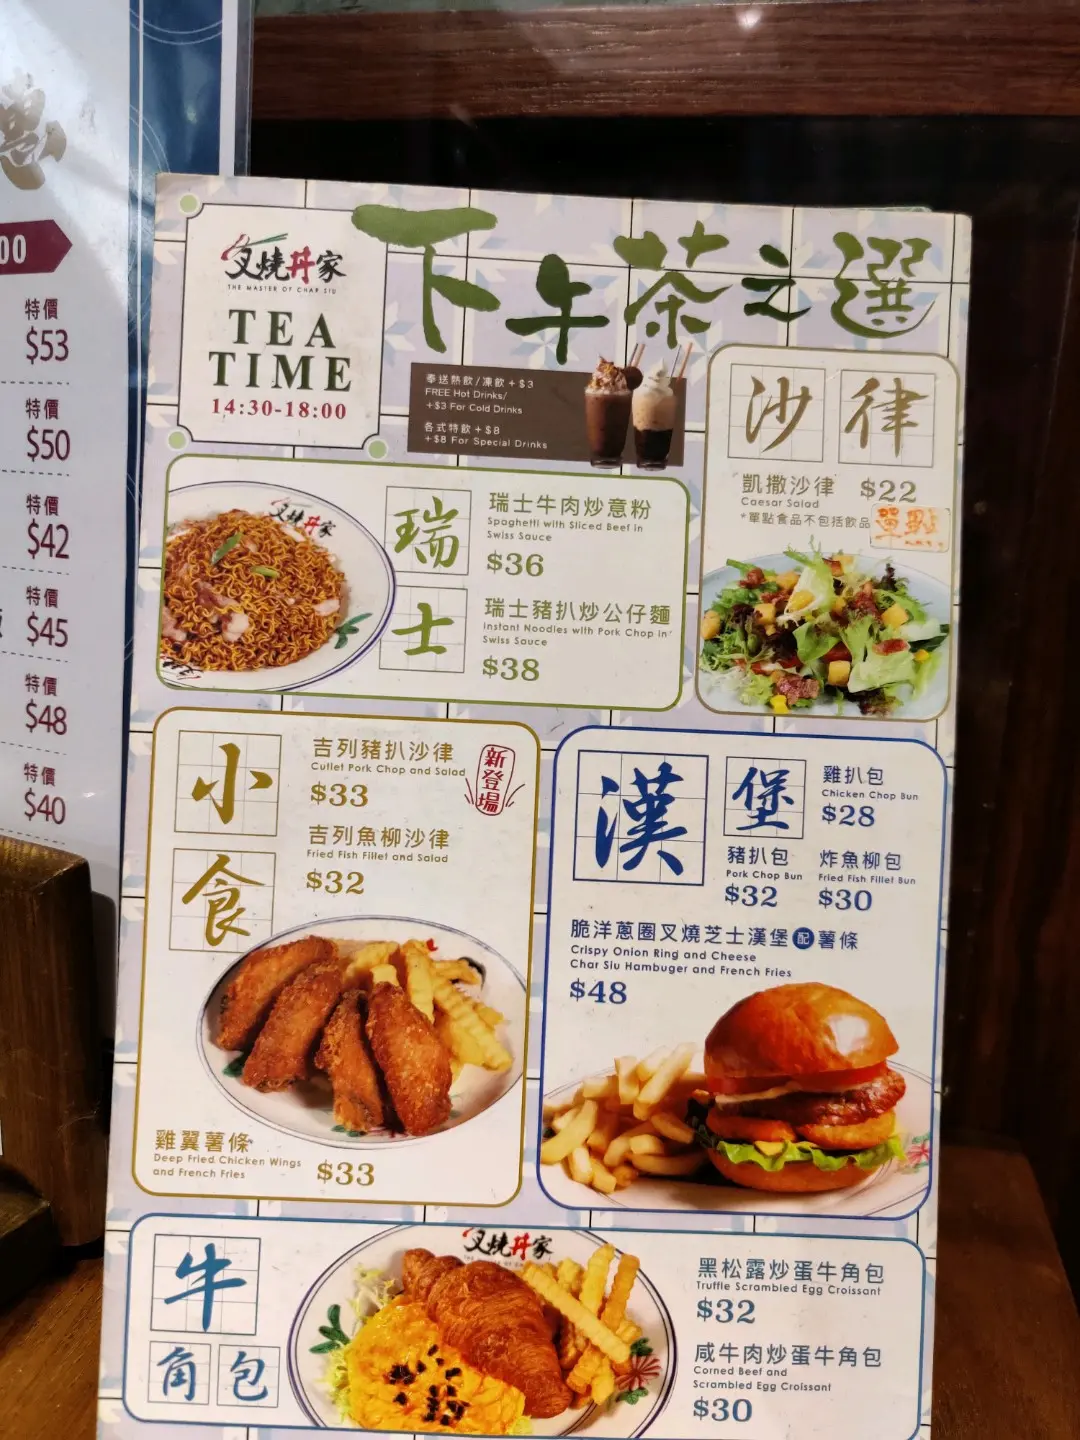 00
特價
$53
特價
$50
特價
$42
特價
$45
特價
$48
特價
$40
叉燒丼家
THE MASTER OF CHAR SIU
TEA
TIME
14:30-18:00
下午茶之選
奉送熱飲/凍飲+$3
FREE Hot Drinks/
+$3 For Cold Drinks
各式特飲+$8
+$8 For Special Drinks
沙律
凱撒沙律 $22
Caesar Salad
*單點食品不包括飲品
單點
叉燒丼家
瑞士
瑞士牛肉炒意粉
Spaghetti with Sliced Beef in
Swiss Sauce
$36
瑞士豬扒炒公仔麵
Instant Noodles with Pork Chop in
Swiss Sauce
$38
小食
吉列豬扒沙律
Cutlet Pork Chop and Salad
$33
新登場
吉列魚柳沙律
Fried Fish Fillet and Salad
$32
雞翼薯條
Deep Fried Chicken Wings
and French Fries
$33
漢堡
雞扒包
Chicken Chop Bun
$28
豬扒包
Pork Chop Bun
$32
炸魚柳包
Fried Fish Fillet Bun
$30
脆洋蔥圈叉燒芝士漢堡配薯條
Crispy Onion Ring and Cheese
Char Siu Hambuger and French Fries
$48
牛角包
叉燒丼家
黑松露炒蛋牛角包
Truffle Scrambled Egg Croissant
$32
咸牛肉炒蛋牛角包
Corned Beef and
Scrambled Egg Croissant
$30